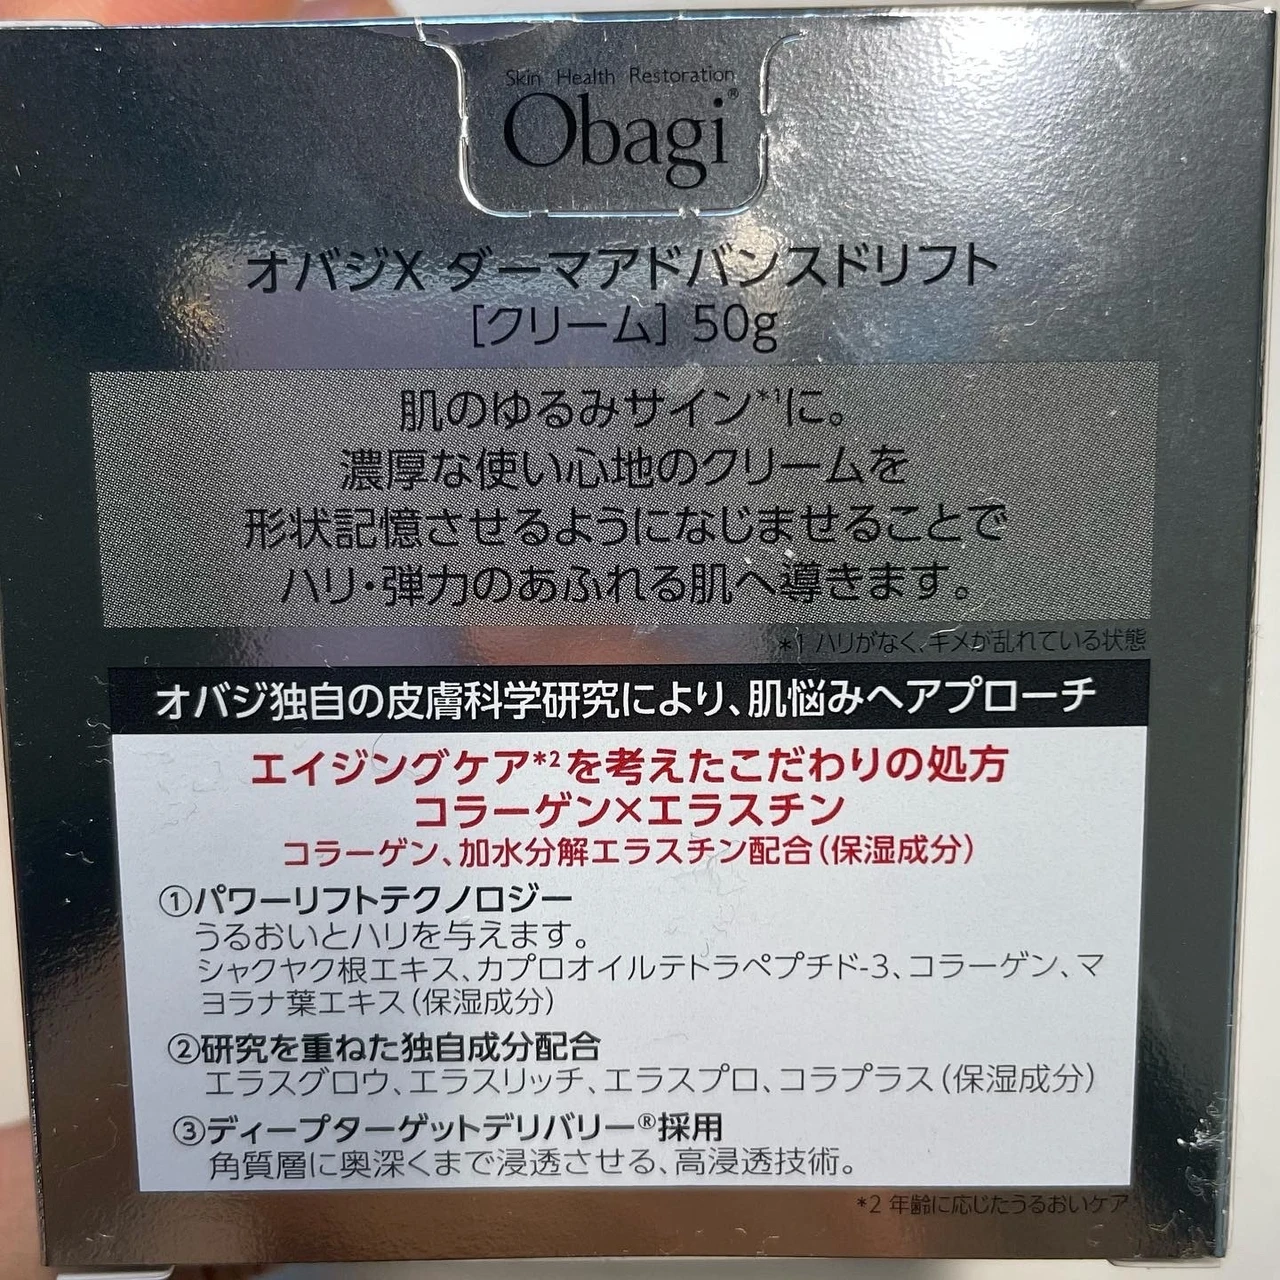 Skin Health Restoration
Obagi®
オバジX ダーマアドバンスドリフト
[クリーム] 50g
肌のゆるみサイン*1に。
濃厚な使い心地のクリームを
形状記憶させるようになじませることで
ハリ・弾力のあふれる肌へ導きます。
*1 ハリがなく、キメが乱れている状態
オバジ独自の皮膚科学研究により、肌悩みへアプローチ
エイジングケア*2を考えたこだわりの処方
コラーゲン×エラスチン
コラーゲン、加水分解エラスチン配合(保湿成分)
①パワーリフトテクノロジー
うるおいとハリを与えます。
シャクヤク根エキス、カプロオイルテトラペプチド-3、コラーゲン、マ
ヨラナ葉エキス(保湿成分)
②研究を重ねた独自成分配合
エラスグロウ、エラスリッチ、エラスプロ、コラプラス(保湿成分)
③ディープターゲットデリバリー®採用
角質層に奥深くまで浸透させる、高浸透技術。
*2 年齢に応じたうるおいケア